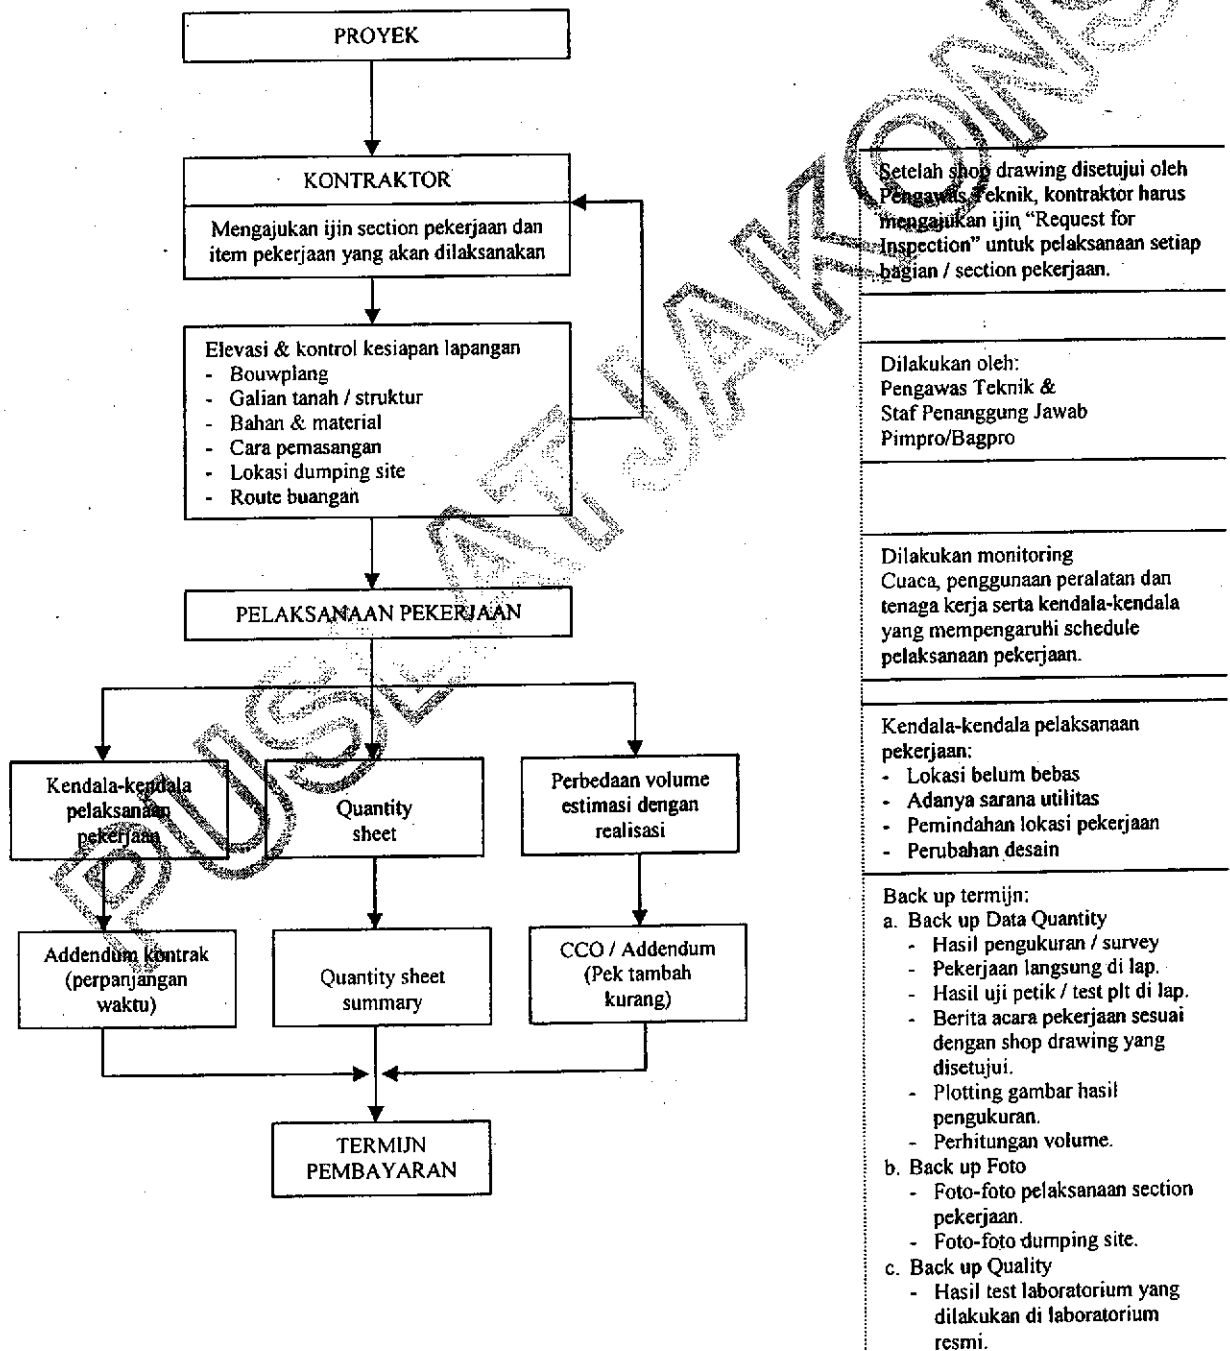 PROYEK
KONTRAKTOR
Mengajukan ijin section pekerjaan dan
item pekerjaan yang akan dilaksanakan
Elevasi & kontrol kesiapan lapangan
- Bouwplang
- Galian tanah / struktur
- Bahan & material
- Cara pemasangan
- Lokasi dumping site
- Route buangan
PELAKSANAAN PEKERJAAN
Kendala-kendala
pelaksanaan
pekerjaan
Quantity
sheet
Perbedaan volume
estimasi dengan
realisasi
Addendum kontrak
(perpanjangan
waktu)
Quantity sheet
summary
CCO / Addendum
(Pek tambah
kurang)
TERMIJN
PEMBAYARAN
Setelah shop drawing disetujui oleh
Pengawas Teknik, kontraktor harus
mengajukan ijin "Request for
Inspection" untuk pelaksanaan setiap
bagian / section pekerjaan.
Dilakukan oleh:
Pengawas Teknik &
Staf Penanggung Jawab
Pimpro/Bagpro
Dilakukan monitoring
Cuaca, penggunaan peralatan dan
tenaga kerja serta kendala-kendala
yang mempengaruhi schedule
pelaksanaan pekerjaan.
Kendala-kendala pelaksanaan
pekerjaan:
- Lokasi belum bebas
- Adanya sarana utilitas
- Pemindahan lokasi pekerjaan
- Perubahan desain
Back up termijn:
a. Back up Data Quantity
- Hasil pengukuran / survey
- Pekerjaan langsung di lap.
- Hasil uji petik / test plt di lap.
- Berita acara pekerjaan sesuai
dengan shop drawing yang
disetujui.
- Plotting gambar hasil
pengukuran.
- Perhitungan volume.
b. Back up Foto
- Foto-foto pelaksanaan section
pekerjaan.
- Foto-foto dumping site.
c. Back up Quality
- Hasil test laboratorium yang
dilakukan di laboratorium
resmi.
PUSLATJAKONS